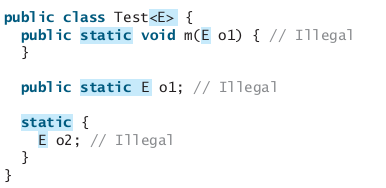 public class Test<E> {
  public static void m(E o1) { // Illegal
  }
  public static E o1; // Illegal
  static {
    E o2; // Illegal
  }
}